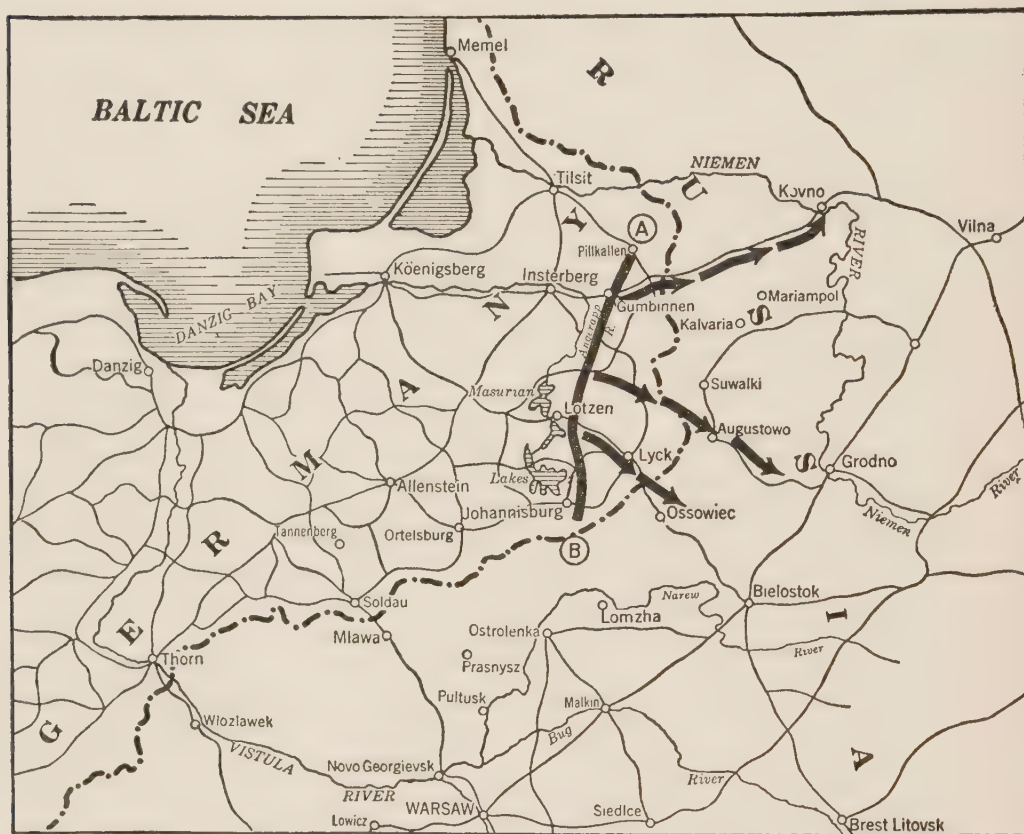 Memel
R
BALTIC SEA
NIEMEN
Tilsit
U
Kovno
Y
A
Pillkallen
RIVER
Vilna
Köenigsberg
Insterberg
N
Gumbinnen
Mariampol
DANZIG BAY
Angerapp R.
Kalvaria
S
Danzig
Masurian
Suwalki
A
Lotzen
Augustowo
M
Lyck
S
Grodno
Lakes
Allenstein
Johannisburg
Ossowiec
Niemen
River
Tannenberg
Ortelsburg
R
B
Soldau
Narew
Bielostok
E
Lomzha
I
Mlawa
Ostrolenka
River
Thorn
Prasnysz
Pultusk
Malkin
G
Wlozlawek
Bug
A
VISTULA
Novo Georgievsk
River
RIVER
WARSAW
Siedlce
Lowicz
Brest Litovsk